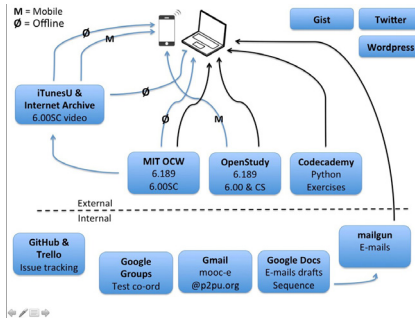 M = Mobile
Ø = Offline
Gist
Twitter
Wordpress
Ø
M
iTunesU &
Internet Archive
6.00SC video
Ø
Ø
M
MIT OCW
6.189
6.00SC
OpenStudy
6.189
6.00 & CS
Codecademy
Python
Exercises
External
Internal
GitHub &
Trello
Issue tracking
Google
Groups
Test co-ord
Gmail
mooc-e
@p2pu.org
Google Docs
E-mails drafts
Sequence
mailgun
E-mails